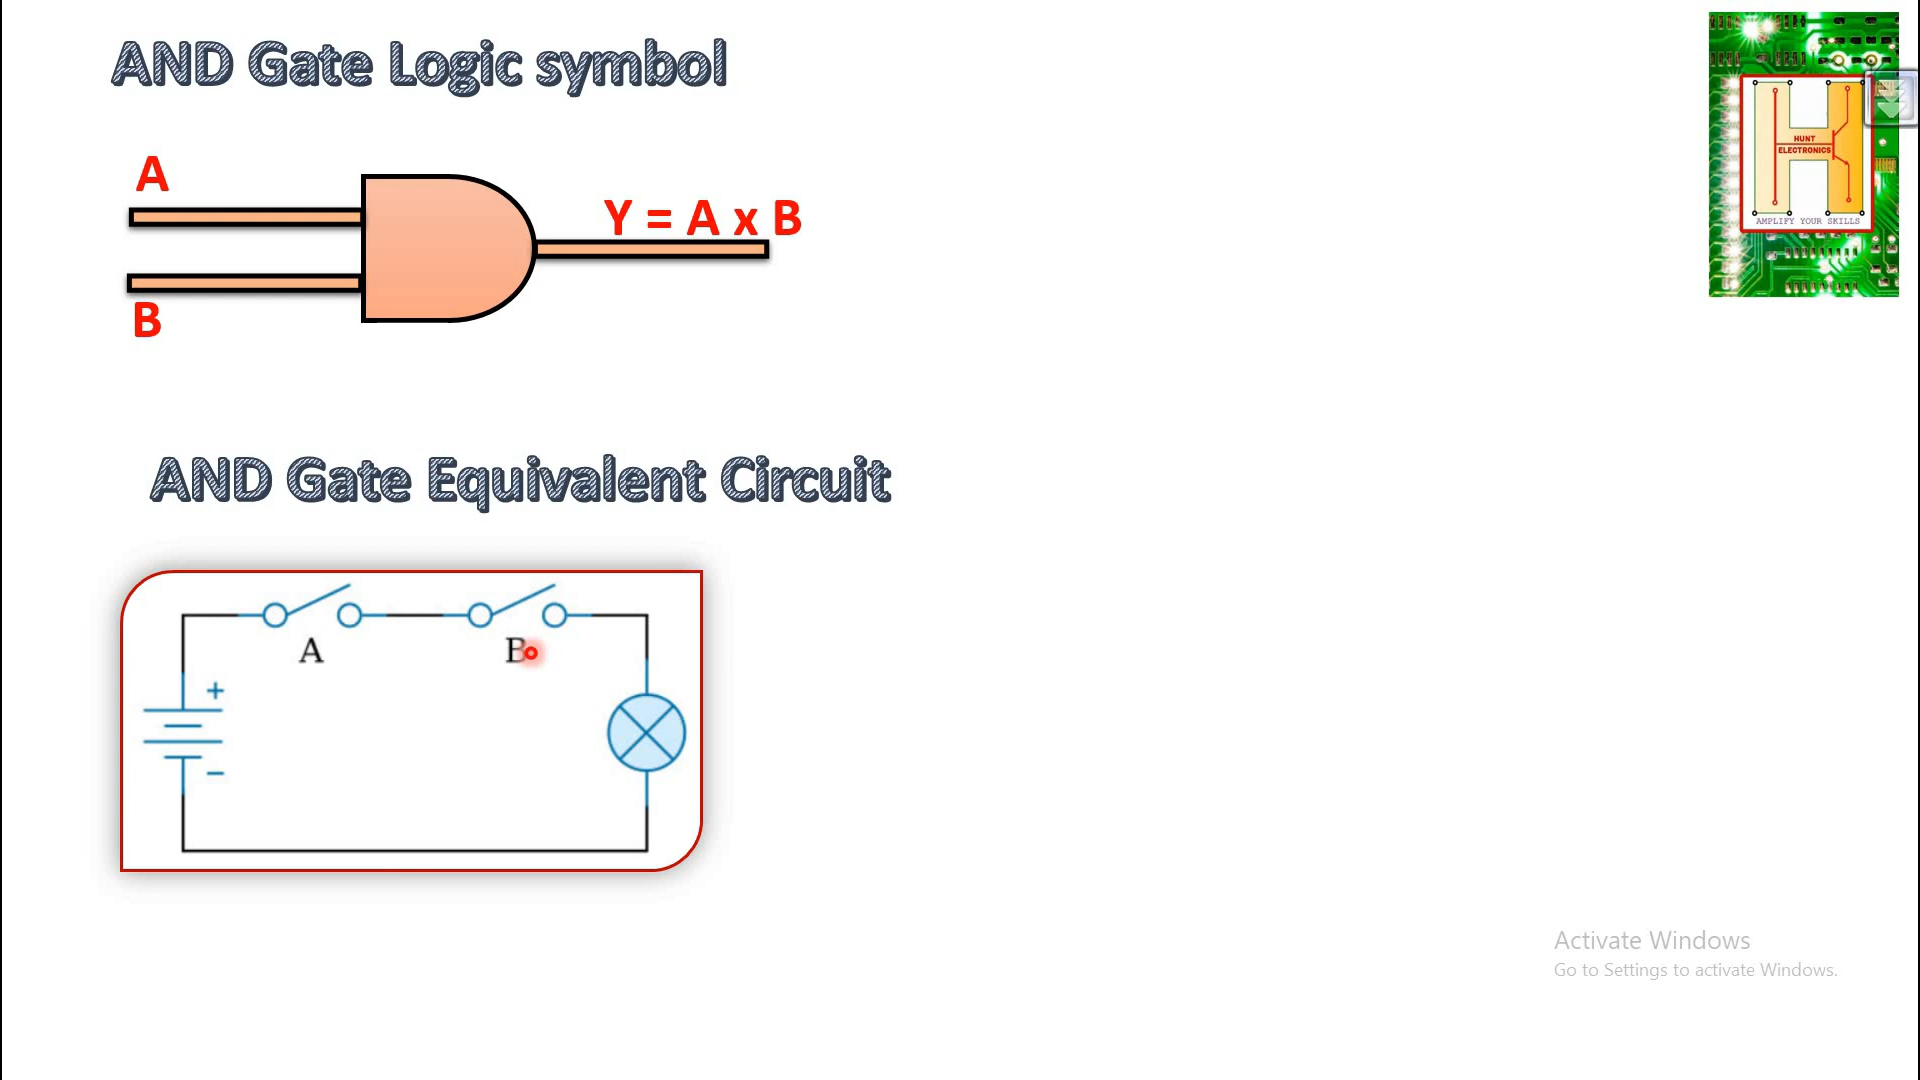 AND Gate Logic symbol
A
Y = A x B
B
HUNT
ELECTRONICS
AMPLIFY YOUR SKILLS
AND Gate Equivalent Circuit
A
B
+
−
Activate Windows
Go to Settings to activate Windows.